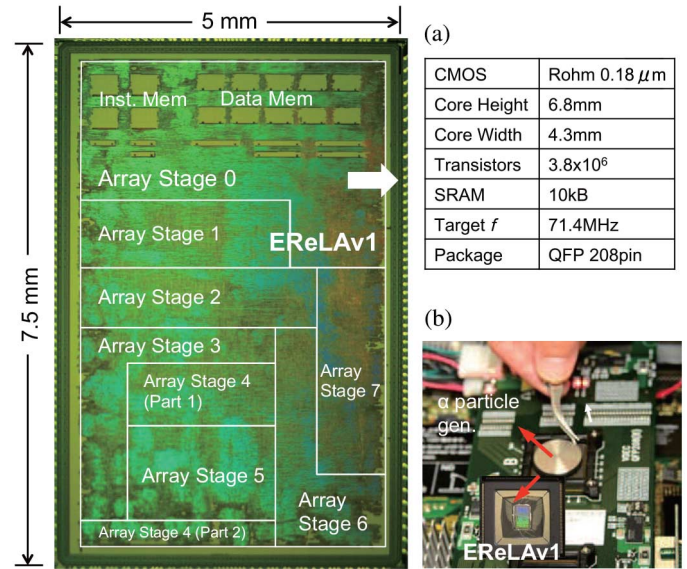 5 mm
7.5 mm
Inst. Mem
Data Mem
Array Stage 0
Array Stage 1
EReLAv1
Array Stage 2
Array Stage 3
Array Stage 4
(Part 1)
Array
Stage 7
Array Stage 5
Array
Stage 6
Array Stage 4 (Part 2)
(a)
CMOS Rohm 0.18 μm
Core Height 6.8mm
Core Width 4.3mm
Transistors 3.8x10⁶
SRAM 10kB
Target f 71.4MHz
Package QFP 208pin
(b)
α particle
gen.
EReLAv1